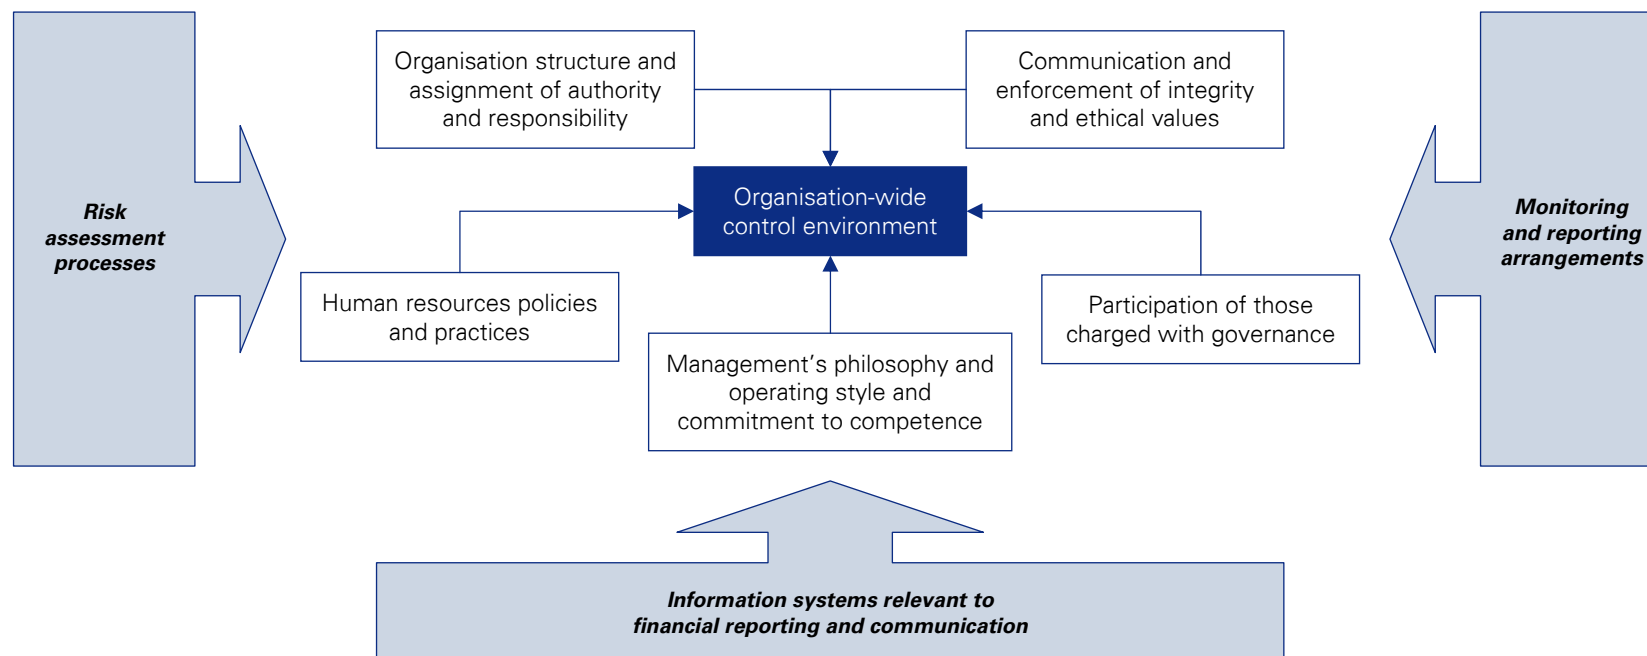 Organisation structure and
assignment of authority
and responsibility
Communication and
enforcement of integrity
and ethical values
Risk
assessment
processes
Organisation-wide
control environment
Monitoring
and reporting
arrangements
Human resources policies
and practices
Management’s philosophy and
operating style and
commitment to competence
Participation of those
charged with governance
Information systems relevant to
financial reporting and communication